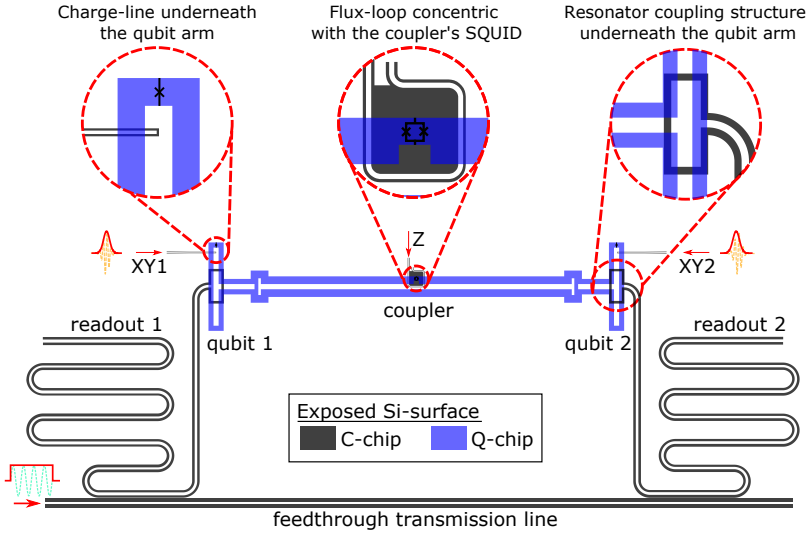 Charge-line underneath
the qubit arm
Flux-loop concentric
with the coupler's SQUID
Resonator coupling structure
underneath the qubit arm
XY1
Z
XY2
coupler
readout 1
qubit 1
qubit 2
readout 2
Exposed Si-surface
C-chip
Q-chip
feedthrough transmission line